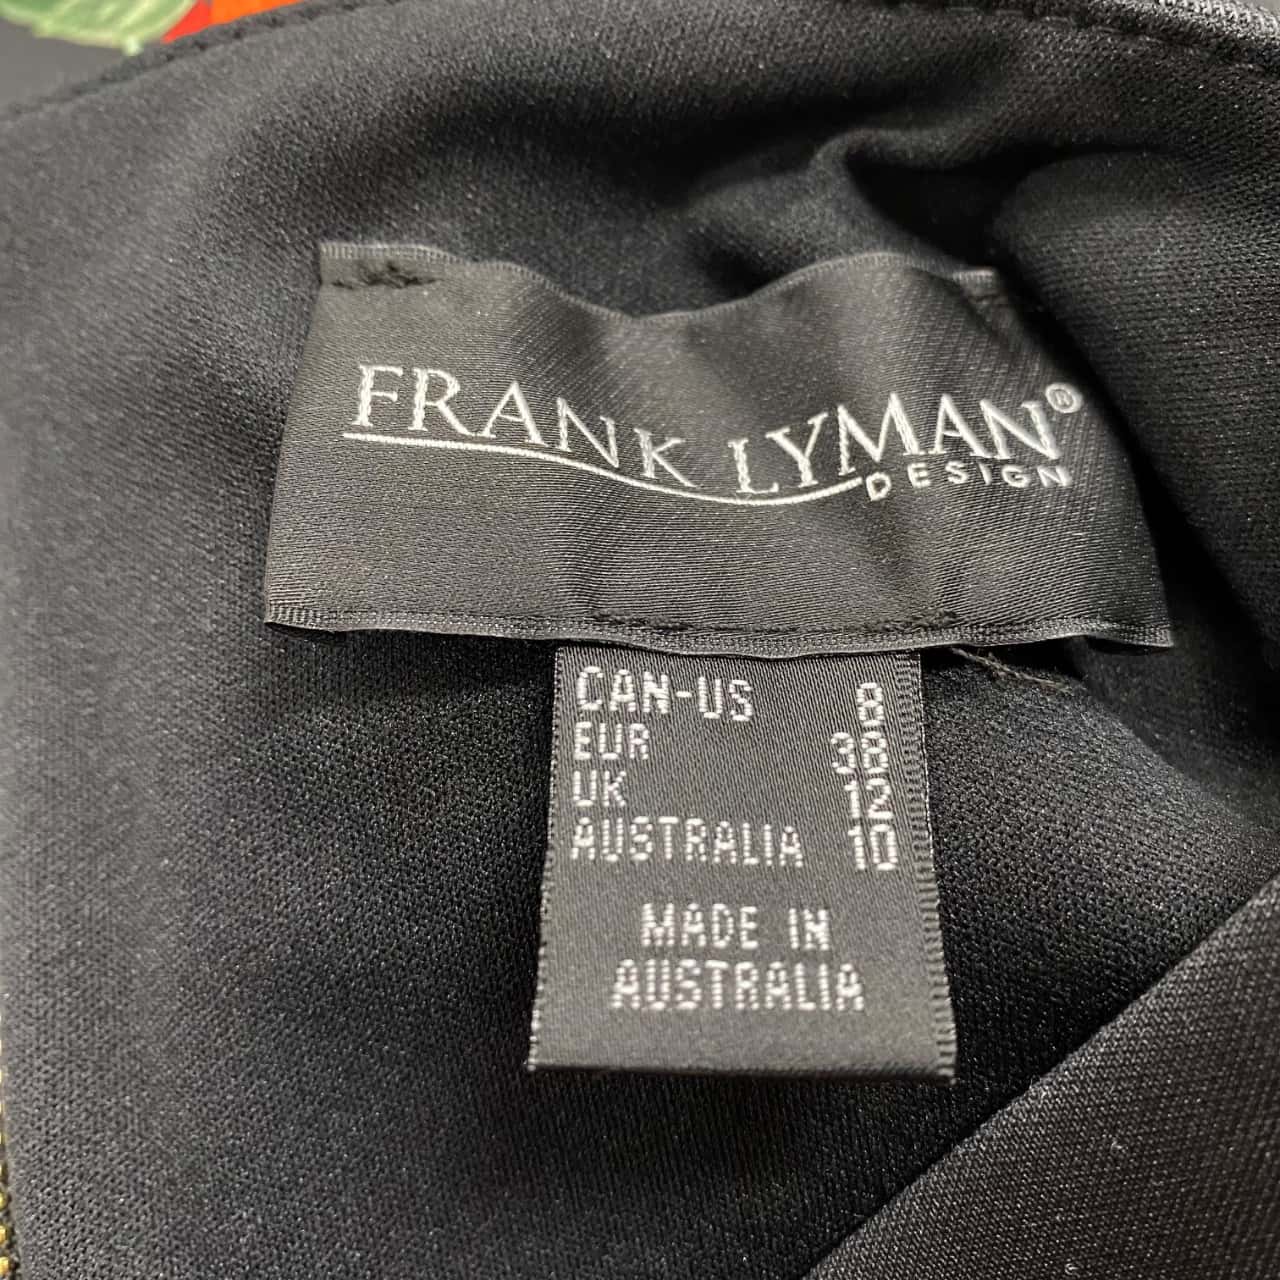 FRANK LYMAN®
DESIGN
CAN-US 8
EUR 38
UK 12
AUSTRALIA 10
MADE IN
AUSTRALIA